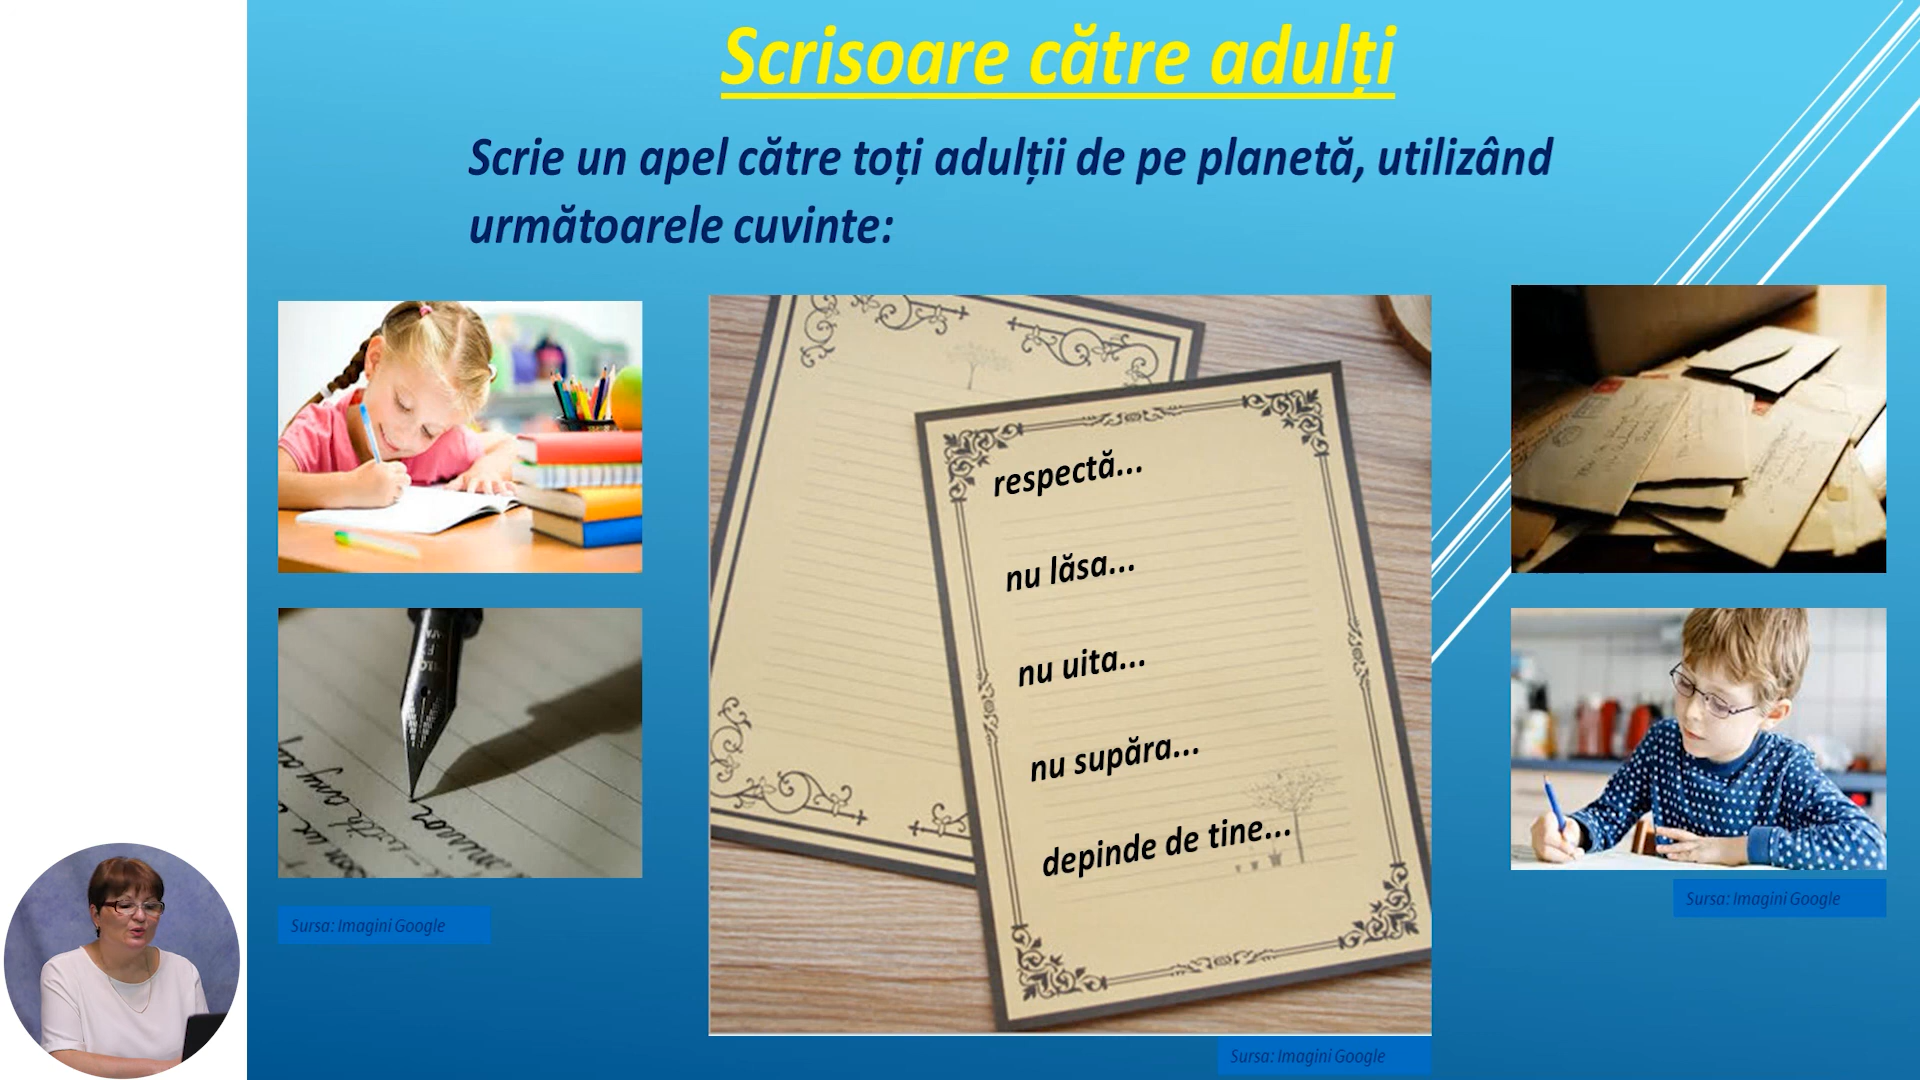 Scrisoare către adulți
Scrie un apel către toți adulții de pe planetă, utilizând
următoarele cuvinte:
respectă...
nu lăsa...
nu uita...
nu supăra...
depinde de tine...
Sursa: Imagini Google
Sursa: Imagini Google
Sursa: Imagini Google